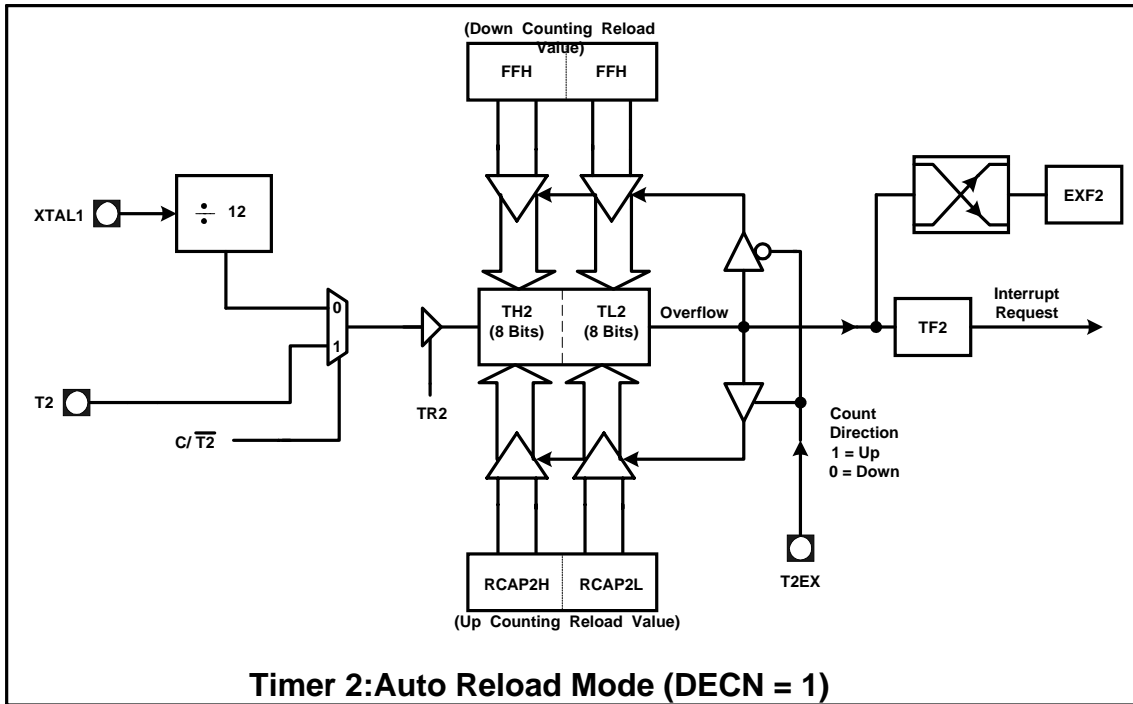 (Down Counting Reload
Value)
FFH
FFH
XTAL1
÷ 12
EXF2
0
1
TH2
(8 Bits)
TL2
(8 Bits)
Overflow
TF2
Interrupt
Request
T2
TR2
C/T̅2̅
Count
Direction
1 = Up
0 = Down
RCAP2H
RCAP2L
T2EX
(Up Counting Reload Value)
Timer 2:Auto Reload Mode (DECN = 1)